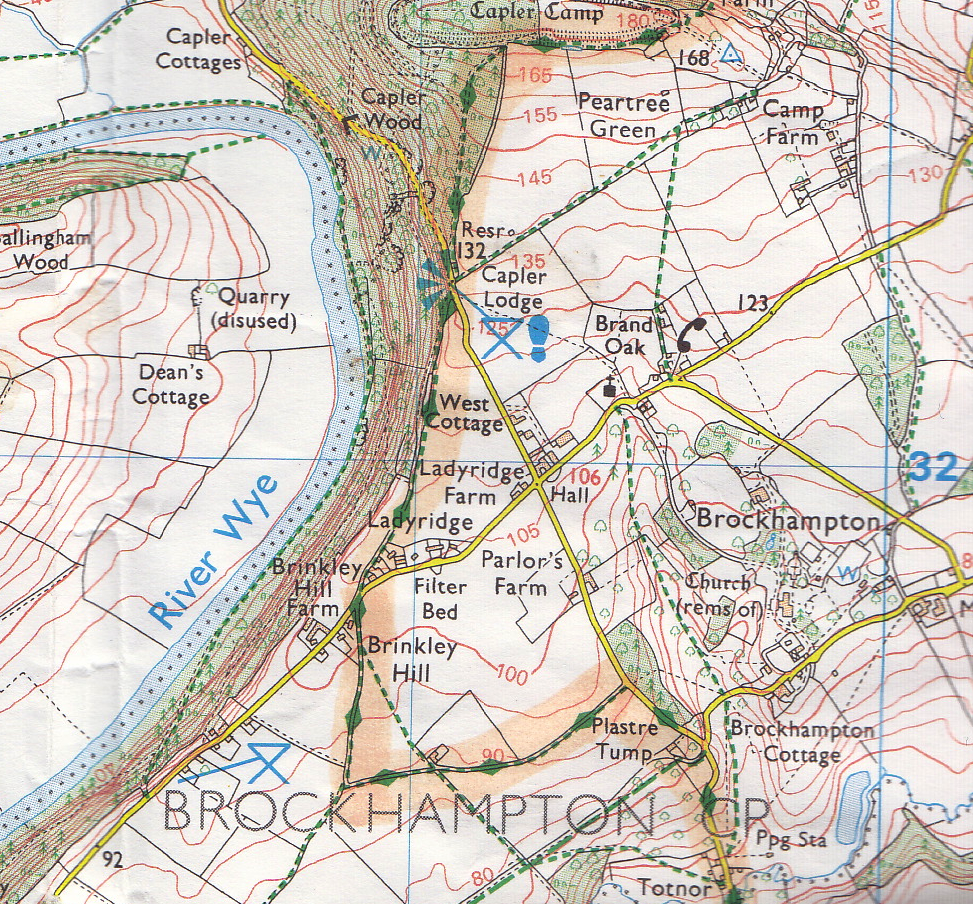 Capler Camp
180
Capler
Cottages
168
165
Peartree
Green
155
Capler
Wood
Camp
Farm
W
145
130
Wood
Resr
132
135
Capler
Lodge
Quarry
(disused)
125
123
Brand
Oak
Dean's
Cottage
West
Cottage
Ladyridge
Farm
106
Hall
32
River Wye
Ladyridge
105
Brockhampton
Brinkley
Hill
Farm
Filter
Bed
Parlor's
Farm
Church
(rems of)
W
Brinkley
Hill
100
Plastre
Tump
Brockhampton
Cottage
90
BROCKHAMPTON CP
Ppg Sta
92
80
Totnor